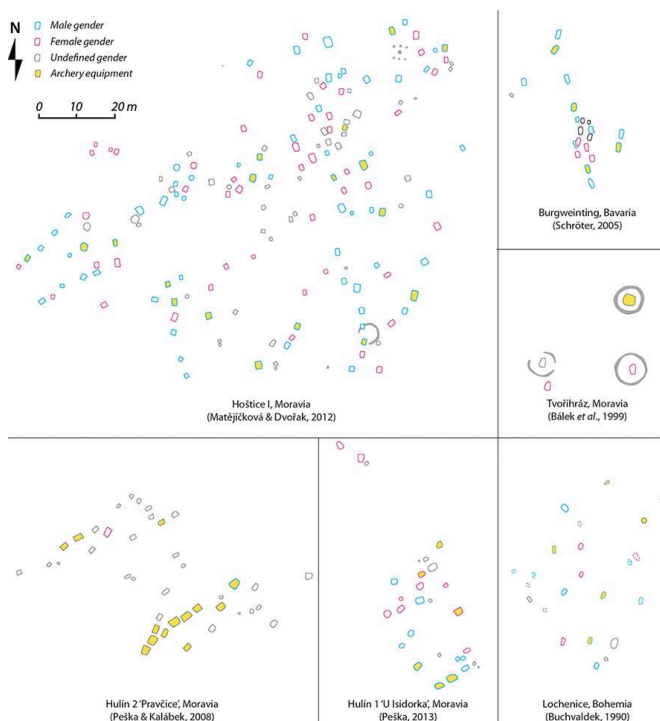 N
Male gender
Female gender
Undefined gender
Archery equipment
0 10 20 m
Hoštice I, Moravia
(Matějíčková & Dvořak, 2012)
Burgweinting, Bavaria
(Schröter, 2005)
Tvořihráz, Moravia
(Bálek et al., 1999)
Hulín 2 'Pravčice', Moravia
(Peška & Kalábek, 2008)
Hulín 1 'U Isidorka', Moravia
(Peška, 2013)
Lochenice, Bohemia
(Buchvaldek, 1990)